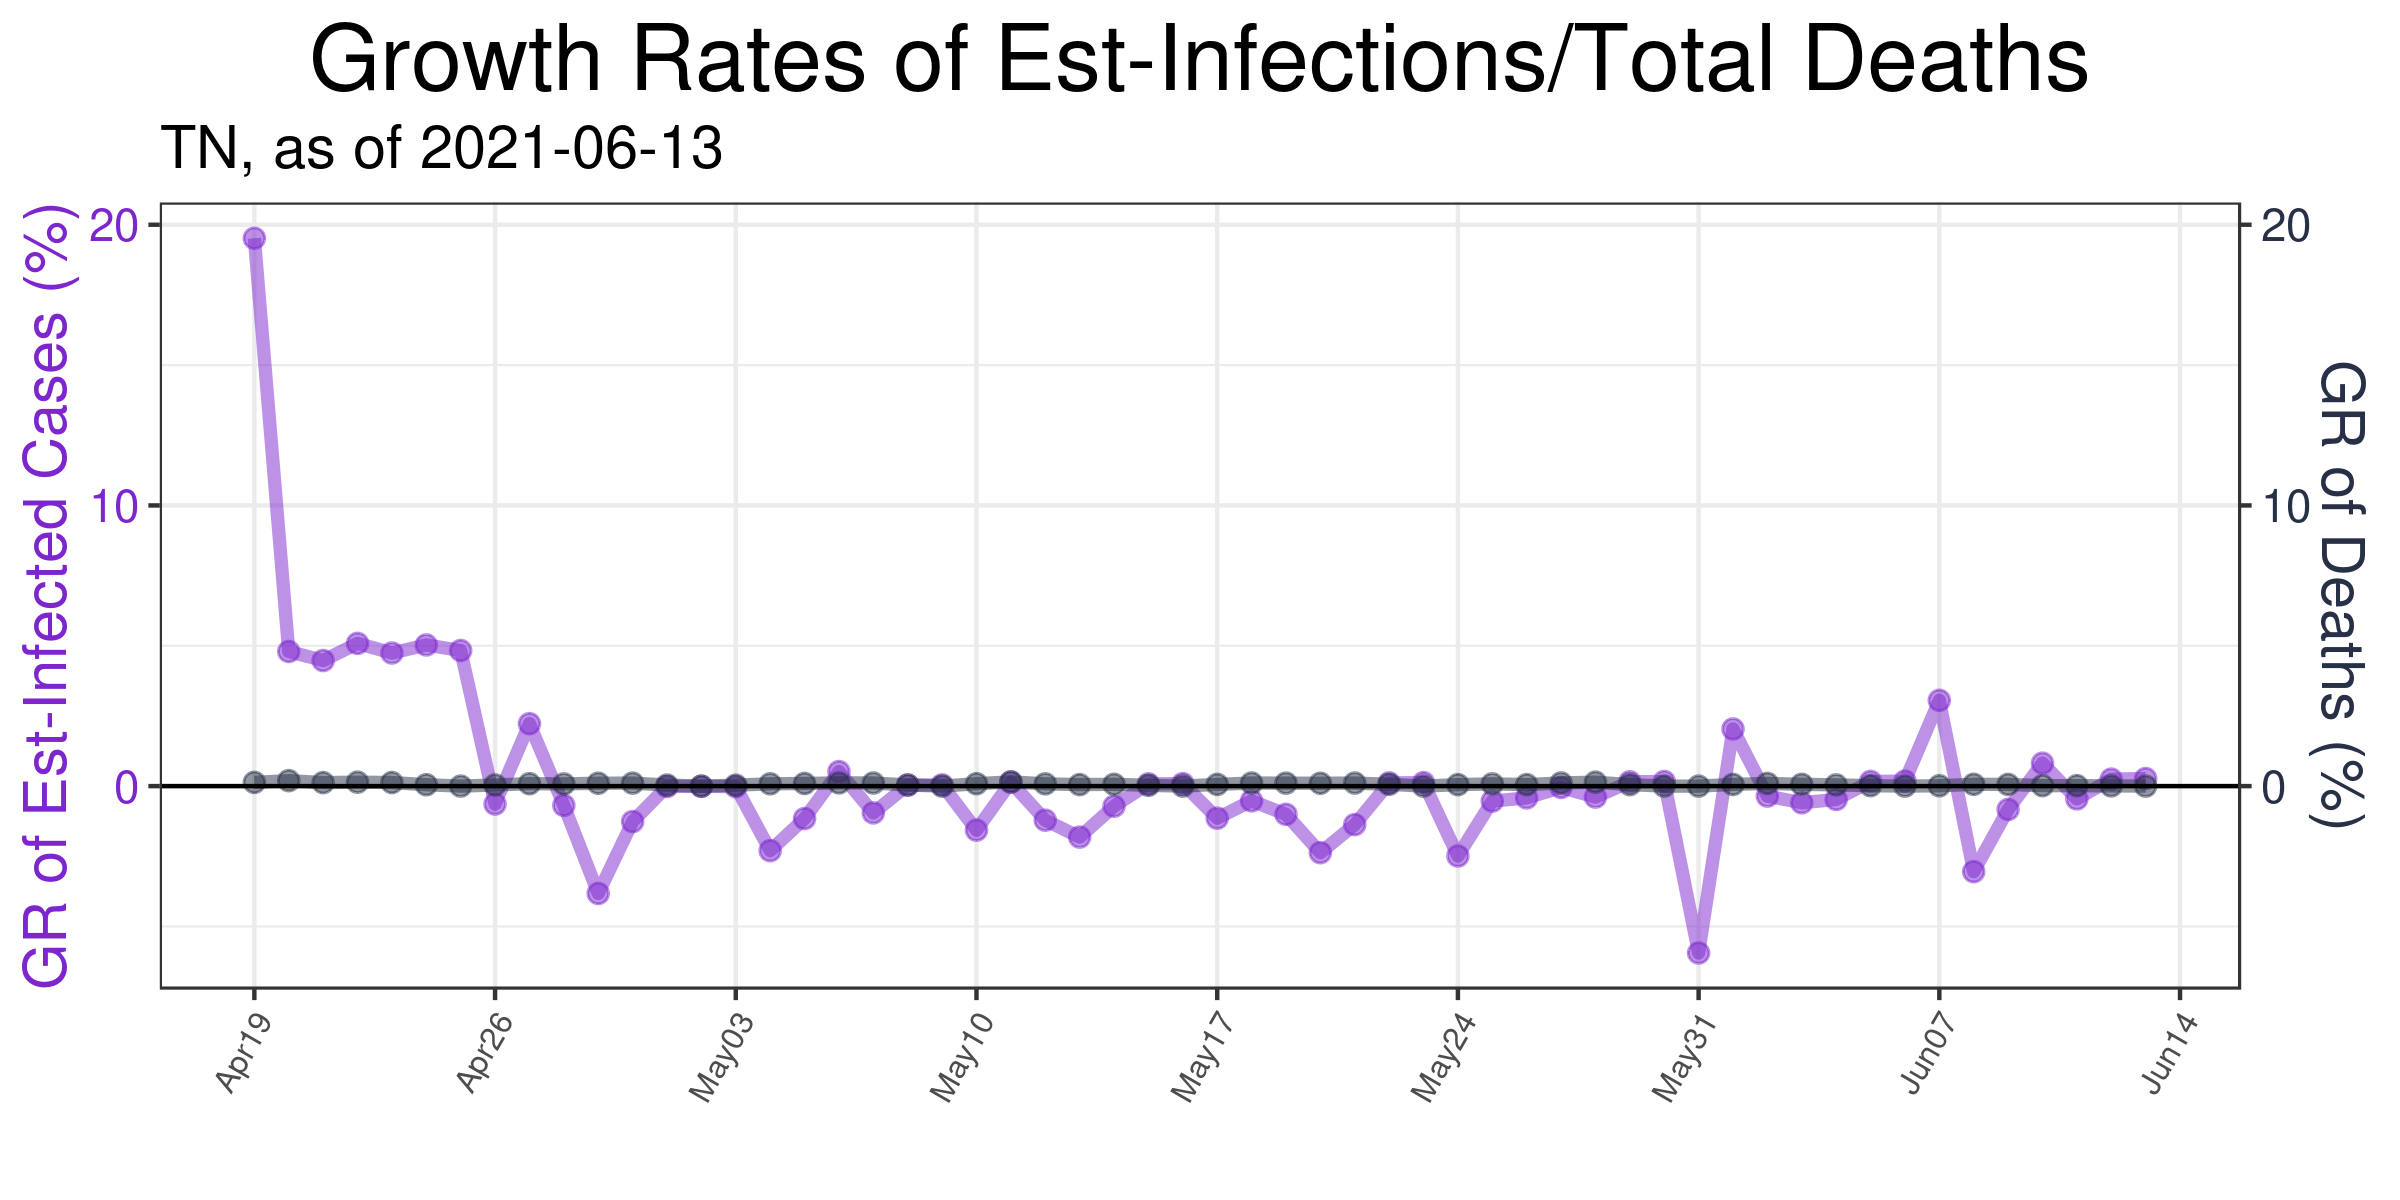 Growth Rates of Est-Infections/Total Deaths
TN, as of 2021-06-13
GR of Est-Infected Cases (%)
20
10
0
20
10
0
GR of Deaths (%)
Apr19
Apr26
May03
May10
May17
May24
May31
Jun07
Jun14